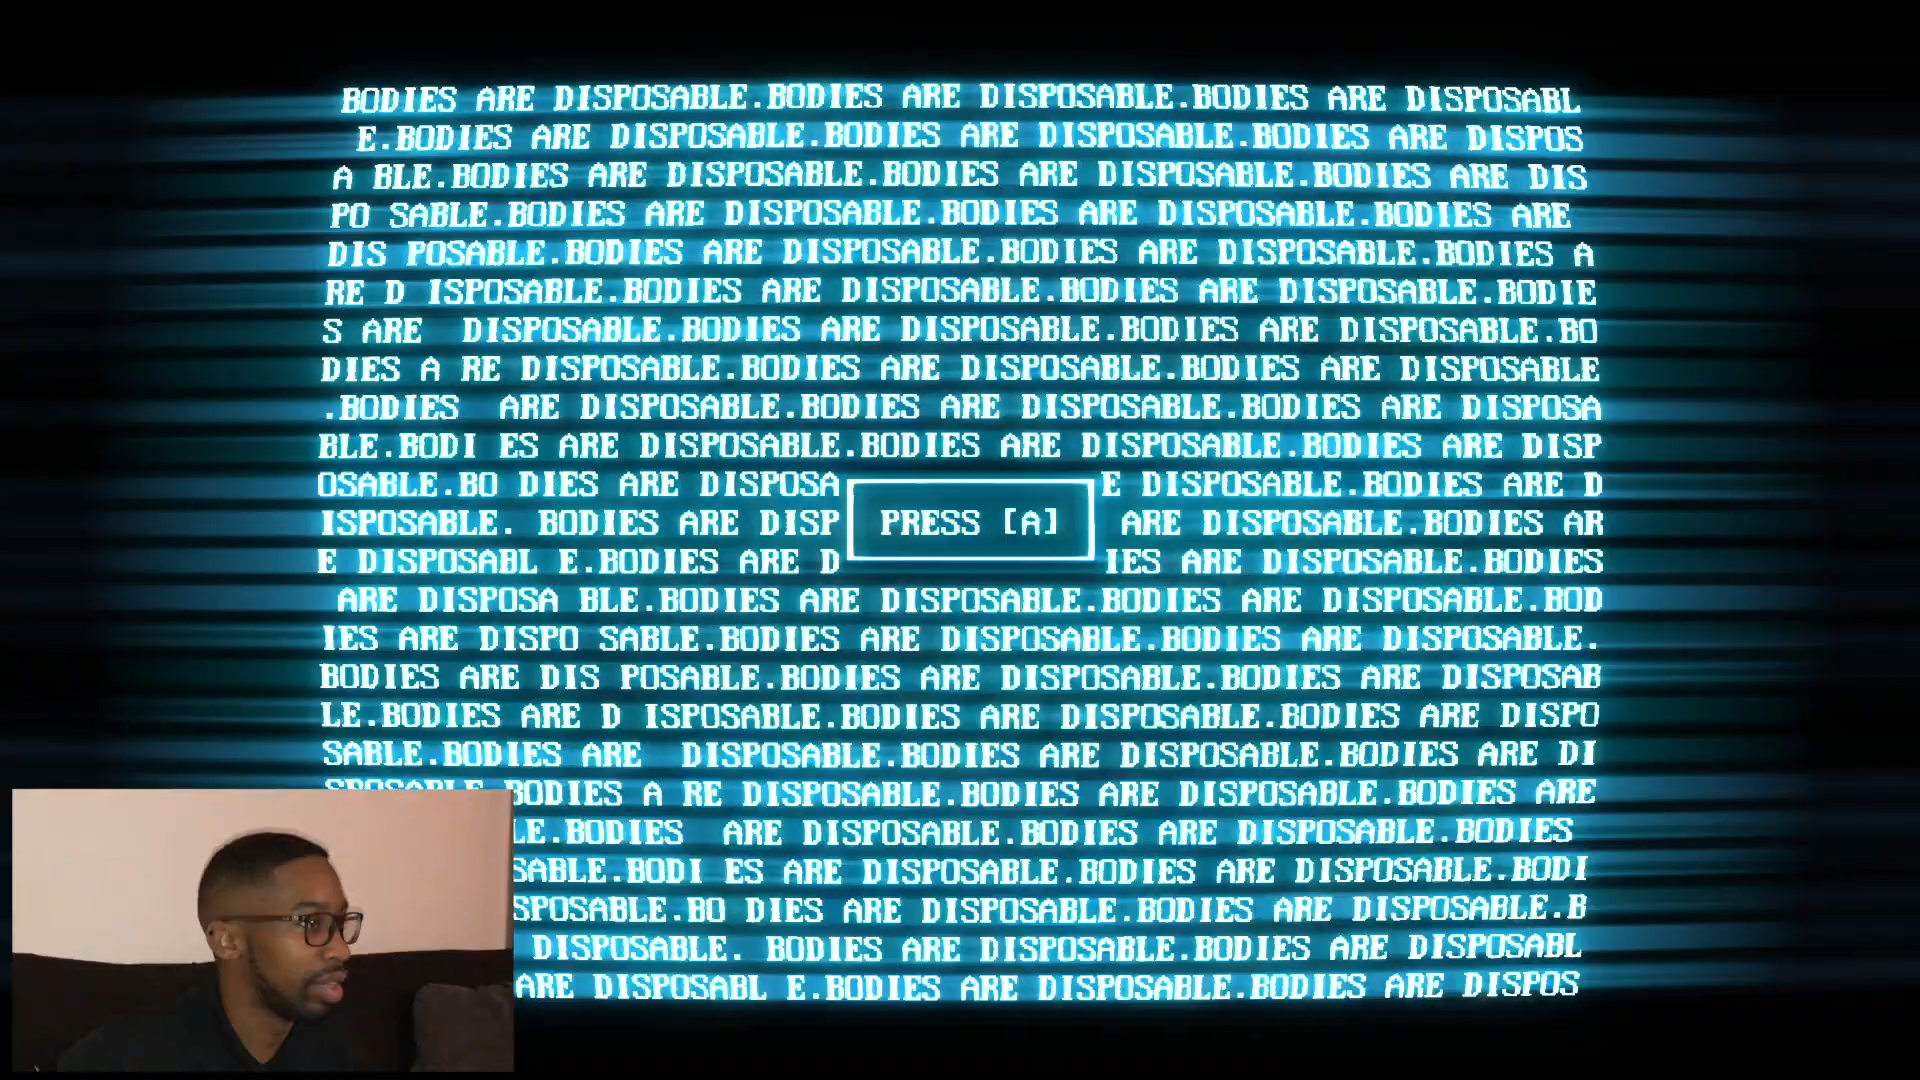 BODIES ARE DISPOSABLE.BODIES ARE DISPOSABLE.BODIES ARE DISPOSABL
E.BODIES ARE DISPOSABLE.BODIES ARE DISPOSABLE.BODIES ARE DISPOS
A BLE.BODIES ARE DISPOSABLE.BODIES ARE DISPOSABLE.BODIES ARE DIS
PO SABLE.BODIES ARE DISPOSABLE.BODIES ARE DISPOSABLE.BODIES ARE
DIS POSABLE.BODIES ARE DISPOSABLE.BODIES ARE DISPOSABLE.BODIES A
RE D ISPOSABLE.BODIES ARE DISPOSABLE.BODIES ARE DISPOSABLE.BODIE
S ARE  DISPOSABLE.BODIES ARE DISPOSABLE.BODIES ARE DISPOSABLE.BO
DIES A RE DISPOSABLE.BODIES ARE DISPOSABLE.BODIES ARE DISPOSABLE
.BODIES  ARE DISPOSABLE.BODIES ARE DISPOSABLE.BODIES ARE DISPOSA
BLE.BODI ES ARE DISPOSABLE.BODIES ARE DISPOSABLE.BODIES ARE DISP
OSABLE.BO DIES ARE DISPOSA E DISPOSABLE.BODIES ARE D
ISPOSABLE. BODIES ARE DISP PRESS [A] ARE DISPOSABLE.BODIES AR
E DISPOSABL E.BODIES ARE D IES ARE DISPOSABLE.BODIES
ARE DISPOSA BLE.BODIES ARE DISPOSABLE.BODIES ARE DISPOSABLE.BOD
IES ARE DISPO SABLE.BODIES ARE DISPOSABLE.BODIES ARE DISPOSABLE.
BODIES ARE DIS POSABLE.BODIES ARE DISPOSABLE.BODIES ARE DISPOSAB
LE.BODIES ARE D ISPOSABLE.BODIES ARE DISPOSABLE.BODIES ARE DISPO
SABLE.BODIES ARE  DISPOSABLE.BODIES ARE DISPOSABLE.BODIES ARE DI
SPOSABLE.BODIES A RE DISPOSABLE.BODIES ARE DISPOSABLE.BODIES ARE
LE.BODIES  ARE DISPOSABLE.BODIES ARE DISPOSABLE.BODIES
SABLE.BODI ES ARE DISPOSABLE.BODIES ARE DISPOSABLE.BODI
SPOSABLE.BO DIES ARE DISPOSABLE.BODIES ARE DISPOSABLE.B
DISPOSABLE. BODIES ARE DISPOSABLE.BODIES ARE DISPOSABL
ARE DISPOSABL E.BODIES ARE DISPOSABLE.BODIES ARE DISPOS